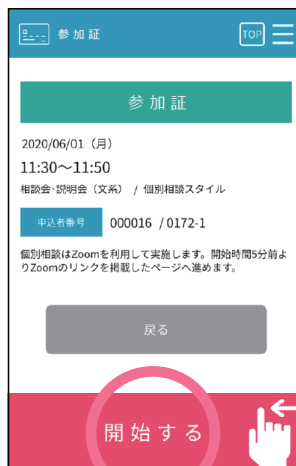 参加証
TOP
参加証
2020/06/01（月）
11:30～11:50
相談会・説明会（文系） / 個別相談スタイル
申込者番号 000016 / 0172-1
個別相談はZoomを利用して実施します。開始時間5分前よ
りZoomのリンクを掲載したページへ進めます。
戻る
開始する